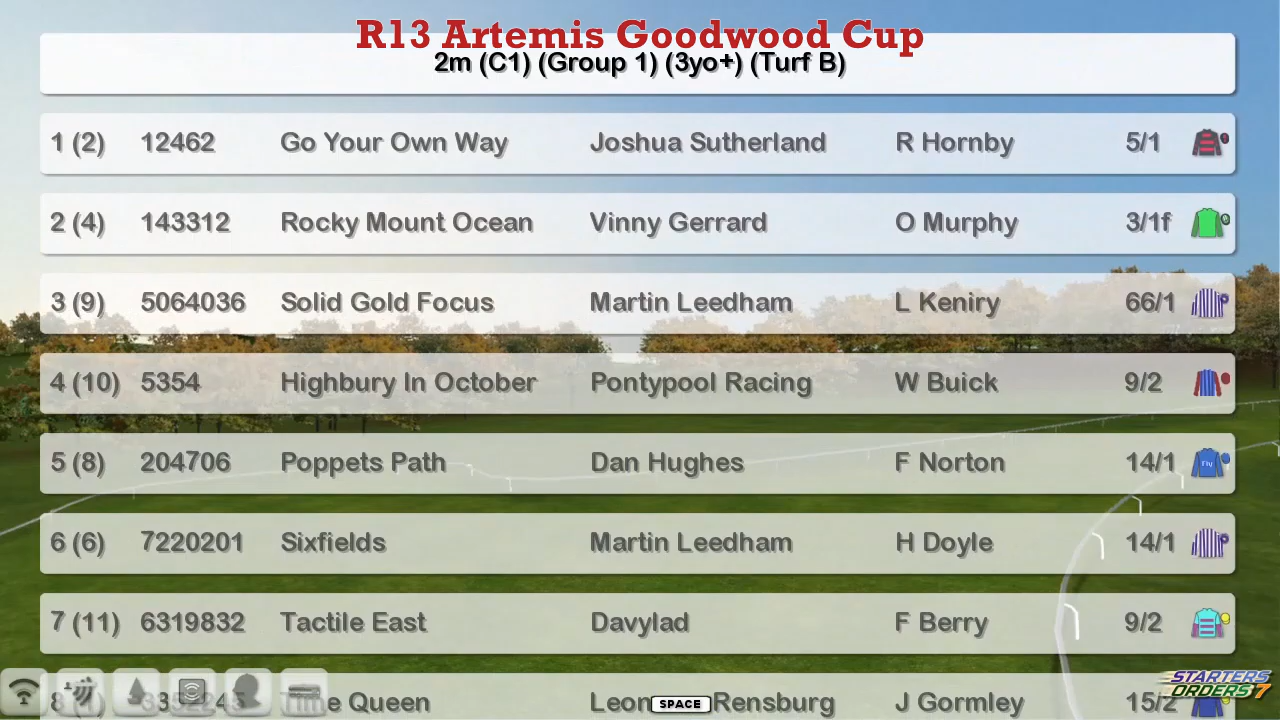 R13 Artemis Goodwood Cup
2m (C1) (Group 1) (3yo+) (Turf B)
1 (2) 12462 Go Your Own Way Joshua Sutherland R Hornby 5/1
2 (4) 143312 Rocky Mount Ocean Vinny Gerrard O Murphy 3/1f
3 (9) 5064036 Solid Gold Focus Martin Leedham L Keniry 66/1
4 (10) 5354 Highbury In October Pontypool Racing W Buick 9/2
5 (8) 204706 Poppets Path Dan Hughes F Norton 14/1
6 (6) 7220201 Sixfields Martin Leedham H Doyle 14/1
7 (11) 6319832 Tactile East Davylad F Berry 9/2
8 Queen Rensburg J Gormley 15/2
SPACE
STARTERS
ORDERS 7